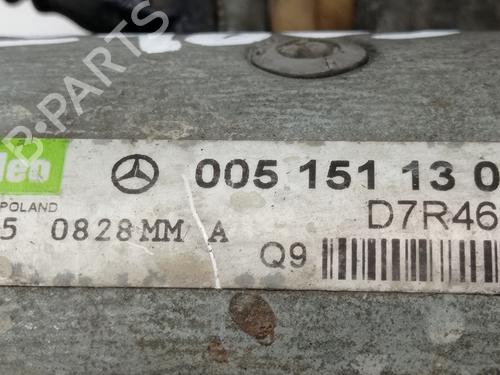 B-PARTS
leo
005 151 13 0
POLAND
D7R46
5 0828MM A
Q9